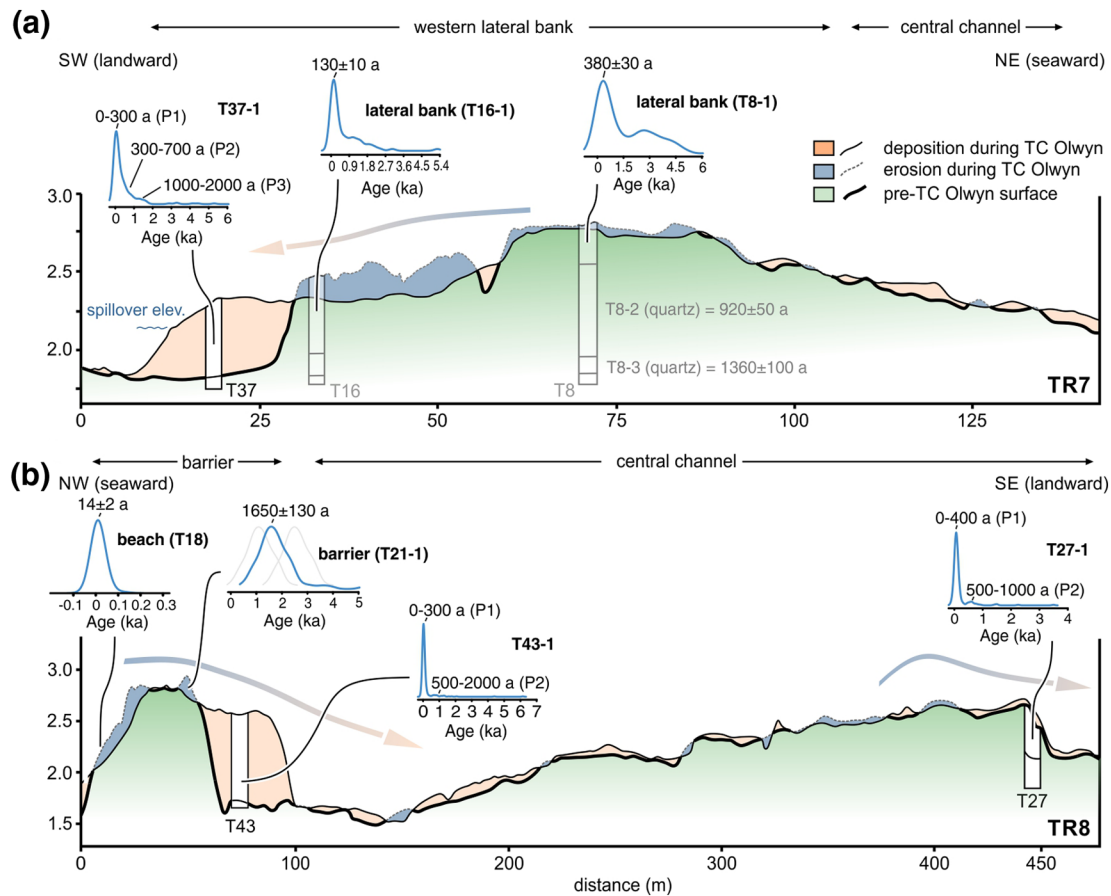 (a)
western lateral bank
central channel
SW (landward)
NE (seaward)
130±10 a
380±30 a
T37-1
lateral bank (T16-1)
lateral bank (T8-1)
0-300 a (P1)
300-700 a (P2)
1000-2000 a (P3)
0 0.9 1.8 2.7 3.6 4.5 5.4
Age (ka)
0 1.5 3 4.5 6
Age (ka)
0 1 2 3 4 5 6
Age (ka)
deposition during TC Olwyn
erosion during TC Olwyn
pre-TC Olwyn surface
3.0
2.5
2.0
spillover elev.
T8-2 (quartz) = 920±50 a
T8-3 (quartz) = 1360±100 a
T37
T16
T8
TR7
0 25 50 75 100 125
(b)
barrier
central channel
NW (seaward)
SE (landward)
14±2 a
beach (T18)
-0.1 0 0.1 0.2 0.3
Age (ka)
1650±130 a
barrier (T21-1)
0 1 2 3 4 5
Age (ka)
0-300 a (P1)
T43-1
500-2000 a (P2)
0 1 2 3 4 5 6 7
Age (ka)
0-400 a (P1)
T27-1
500-1000 a (P2)
0 1 2 3 4
Age (ka)
3.0
2.5
2.0
1.5
T43
T27
TR8
0 100 200 300 400 450
distance (m)